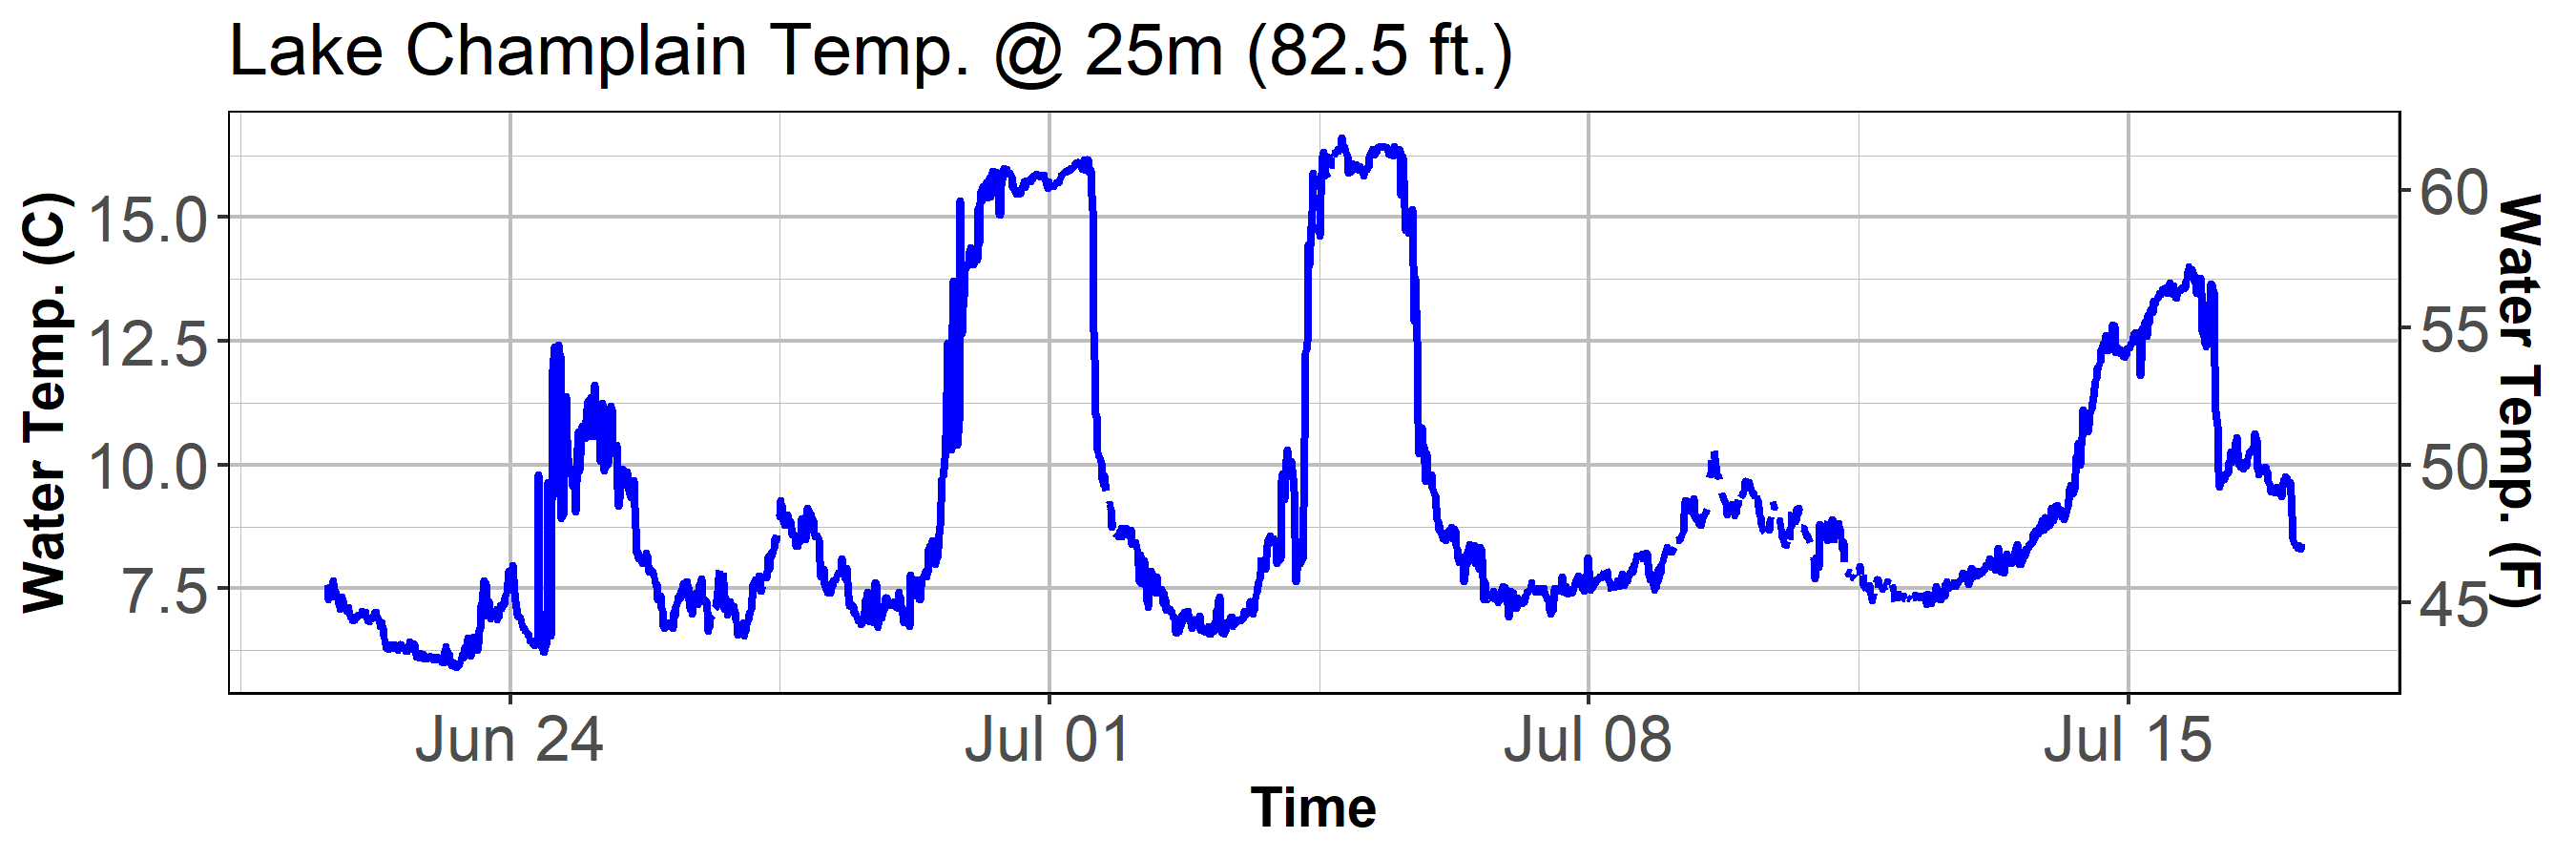 Lake Champlain Temp. @ 25m (82.5 ft.)
Water Temp. (C)
15.0
12.5
10.0
7.5
60
55
50
45
Water Temp. (F)
Jun 24
Jul 01
Jul 08
Jul 15
Time